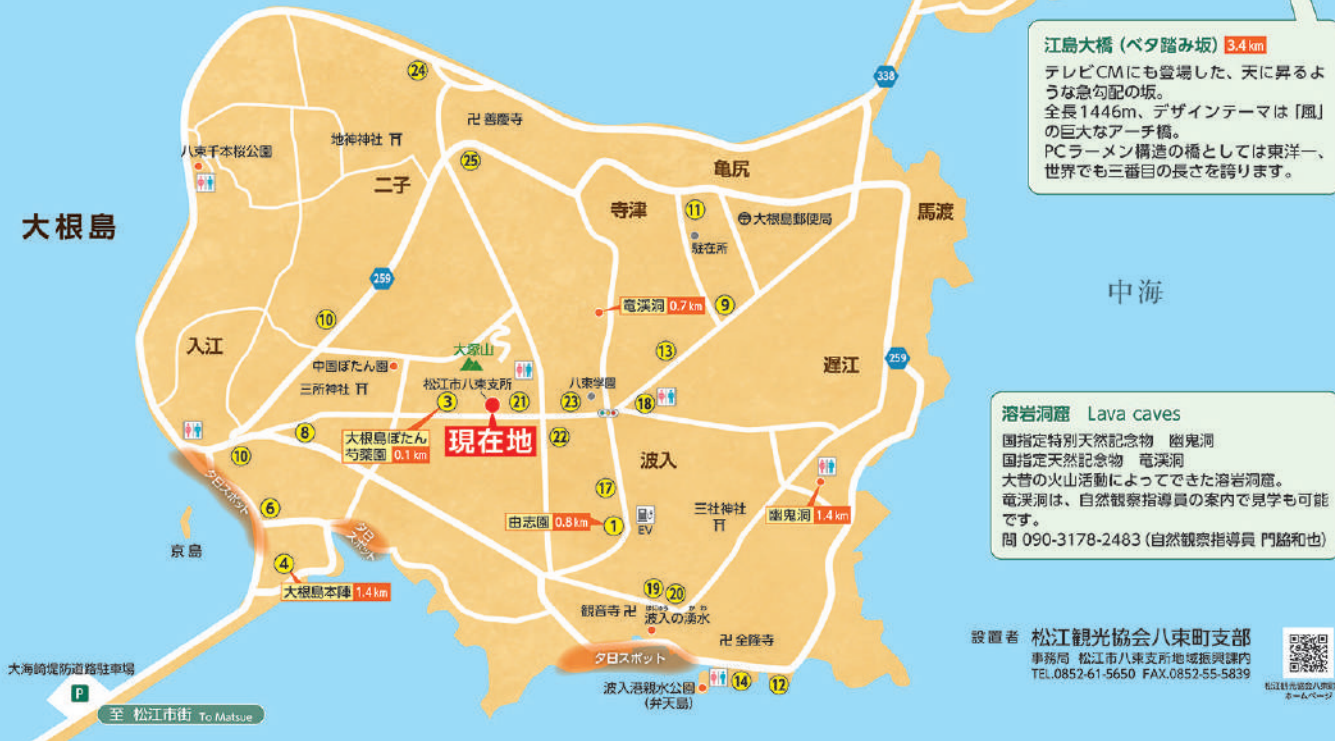 江島大橋（ベタ踏み坂） 3.4km
テレビCMにも登場した、天に昇るよ
うな急勾配の坂。
全長1446m、デザインテーマは「風」
の巨大なアーチ橋。
PCラーメン構造の橋としては東洋一、
世界でも三番目の長さを誇ります。
24
338
卍 善慶寺
地神神社
八束千本桜公園
25
二子
亀尻
大根島
寺津
11
大根島郵便局
馬渡
駐在所
259
中海
竜渓洞 0.7km
9
10
入江
大塚山
13
遅江
259
中国ぼたん園
三所神社
松江市八束支所
3
21
八束学園
23
18
8
大根島ぼたん
芍薬園 0.1km
現在地
22
10
波入
夕日スポット
17
6
由志園 0.8km
1
EV
三社神社
幽鬼洞 1.4km
夕日
スポット
京島
4
大根島本陣 1.4km
19
20
観音寺 卍
はにゅう
波入の湧水
卍 全隆寺
夕日スポット
波入港親水公園
（弁天島）
14
12
大海崎堤防道路駐車場
P
至 松江市街 To Matsue
溶岩洞窟 Lava caves
国指定特別天然記念物 幽鬼洞
国指定天然記念物 竜渓洞
大昔の火山活動によってできた溶岩洞窟。
竜渓洞は、自然観察指導員の案内で見学も可能
です。
問 090-3178-2483（自然観察指導員 門脇和也）
設置者 松江観光協会八束町支部
事務局 松江市八束支所地域振興課内
TEL.0852-61-5650 FAX.0852-55-5839
ホームページ